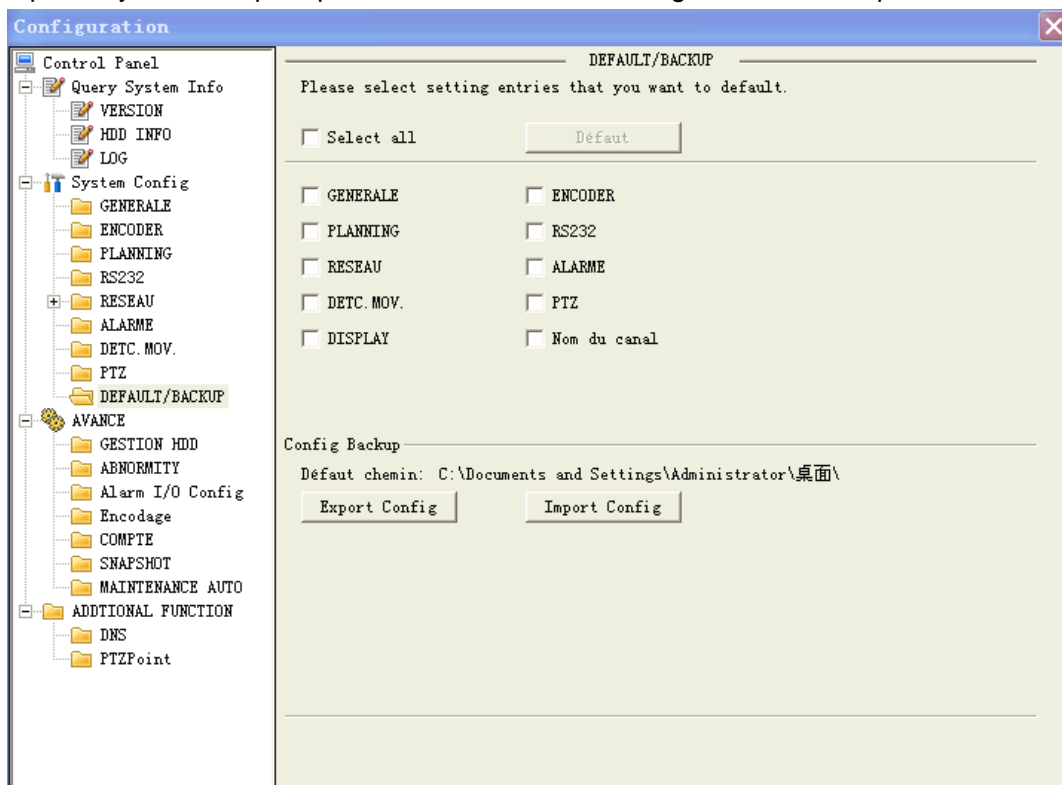 Configuration
Control Panel
Query System Info
VERSION
HDD INFO
LOG
System Config
GENERALE
ENCODER
PLANNING
RS232
RESEAU
ALARME
DETC. MOV.
PTZ
DEFAULT/BACKUP
AVANCE
GESTION HDD
ABNORMITY
Alarm I/O Config
Encodage
COMPTE
SNAPSHOT
MAINTENANCE AUTO
ADDTIONAL FUNCTION
DNS
PTZPoint
DEFAULT/BACKUP
Please select setting entries that you want to default.
Select all Défaut
GENERALE ENCODER
PLANNING RS232
RESEAU ALARME
DETC. MOV. PTZ
DISPLAY Nom du canal
Config Backup
Défaut chemin: C:\Documents and Settings\Administrator\桌面\
Export Config Import Config